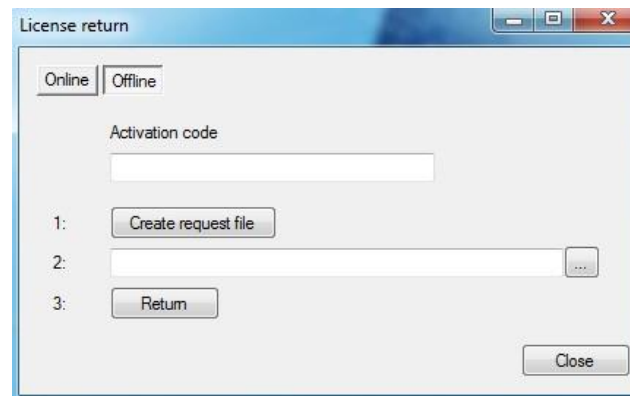 License return
Online Offline
Activation code
1: Create request file
2: ...
3: Return
Close